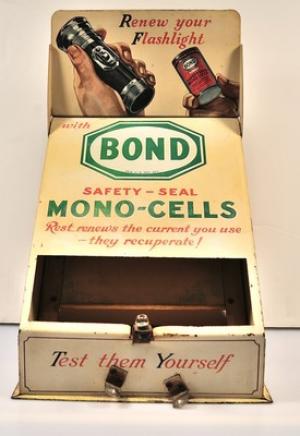 Renew your
Flashlight
with
BOND
SAFETY - SEAL
MONO-CELLS
Rest renews the current you use
- they recuperate!
Test them Yourself